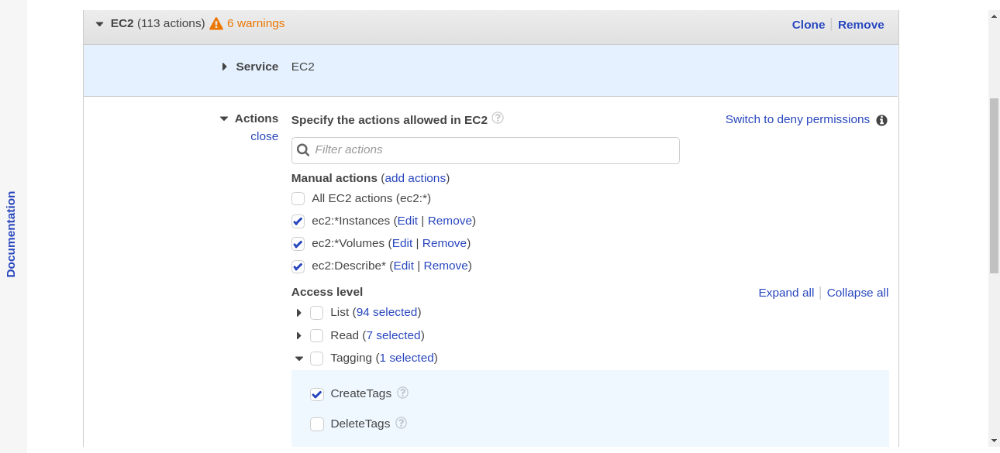 EC2 (113 actions) 6 warnings Clone Remove
Service EC2
Actions Specify the actions allowed in EC2 ? Switch to deny permissions i
close
Filter actions
Manual actions (add actions)
All EC2 actions (ec2:*)
ec2:*Instances (Edit | Remove)
ec2:*Volumes (Edit | Remove)
ec2:Describe* (Edit | Remove)
Access level Expand all Collapse all
List (94 selected)
Read (7 selected)
Tagging (1 selected)
CreateTags ?
DeleteTags ?
Documentation